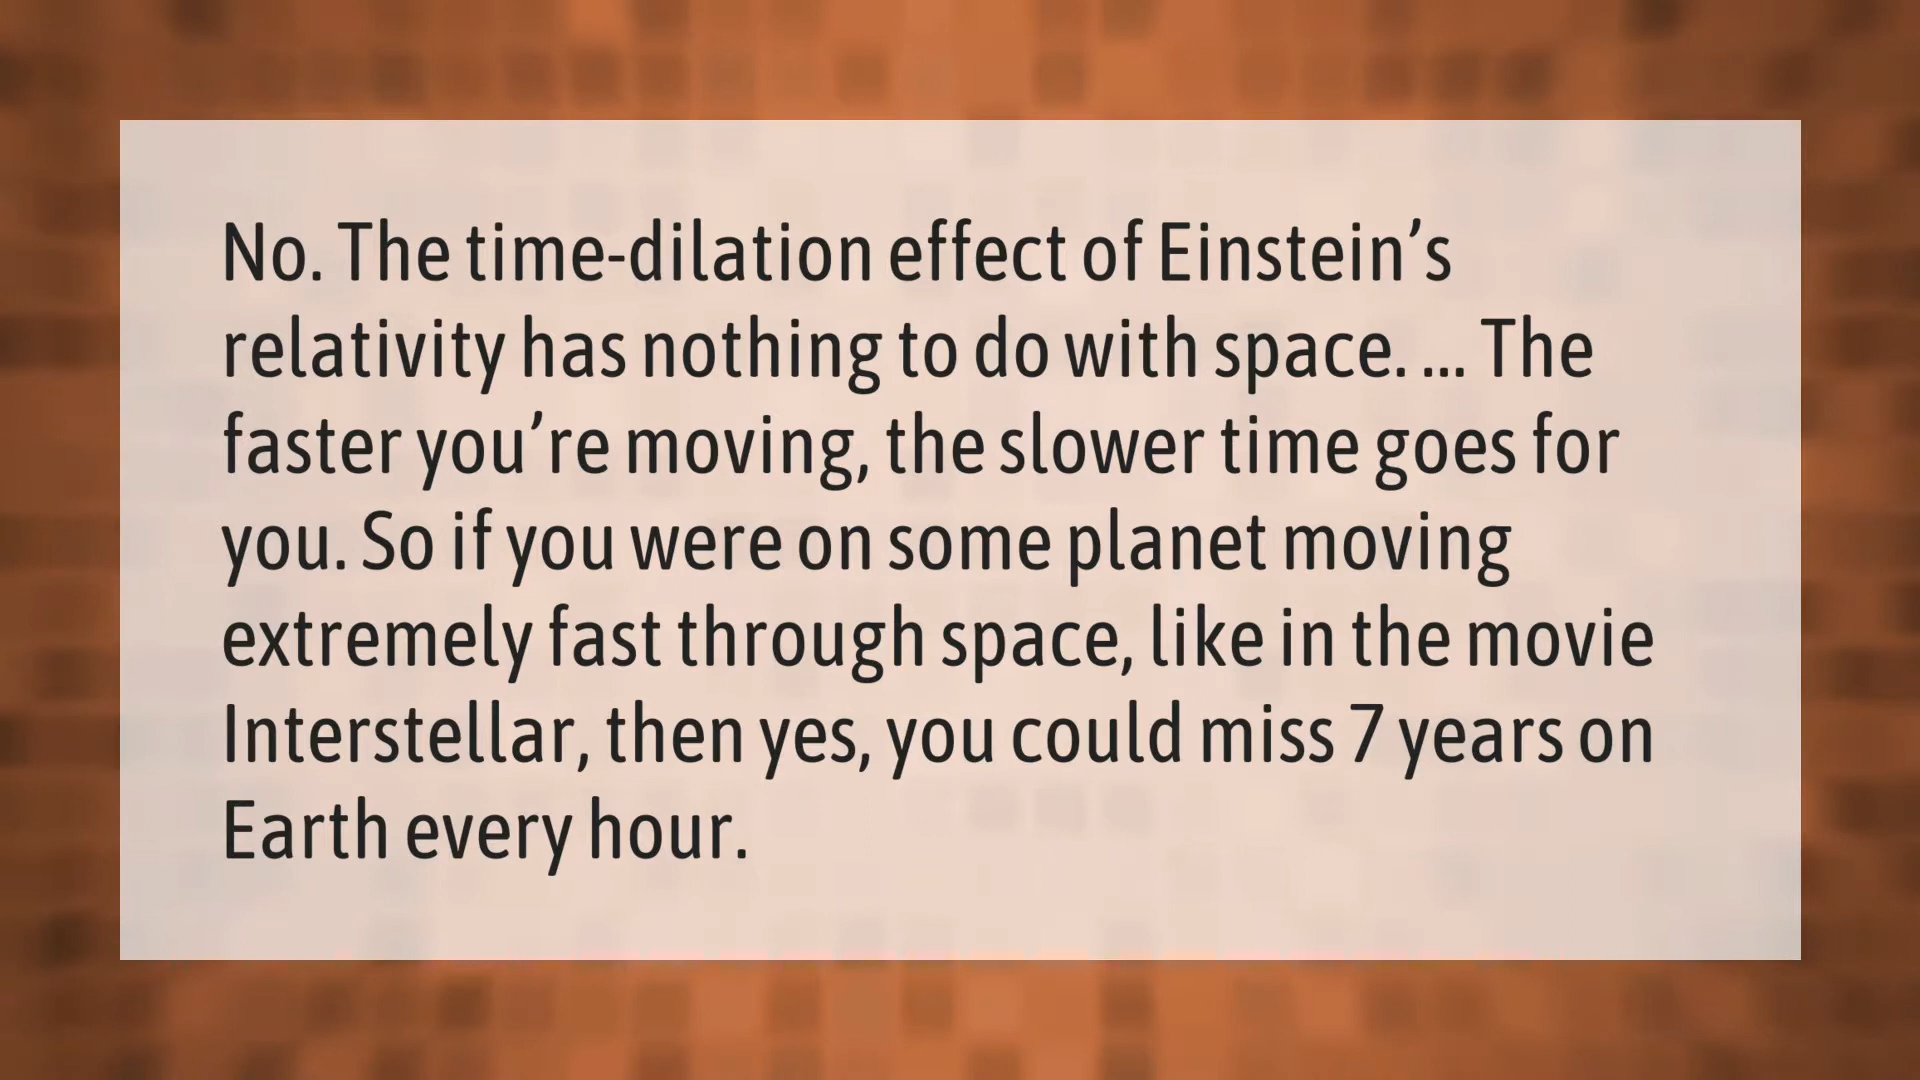 No. The time-dilation effect of Einstein’s
relativity has nothing to do with space. ... The
faster you’re moving, the slower time goes for
you. So if you were on some planet moving
extremely fast through space, like in the movie
Interstellar, then yes, you could miss 7 years on
Earth every hour.